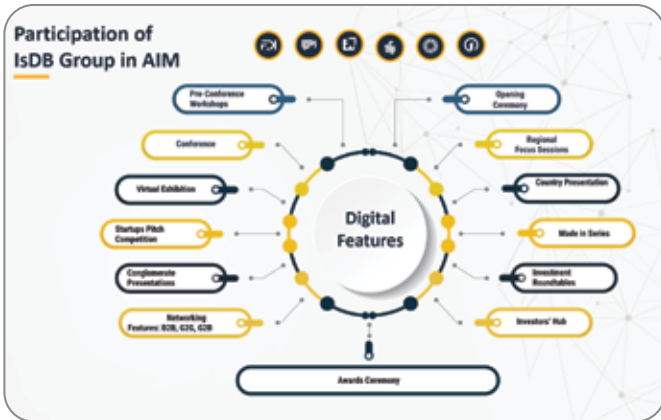 Participation of
IsDB Group in AIM
Pre-Conference
Workshops
Opening
Ceremony
Conference
Regional
Focus Sessions
Virtual Exhibition
Country Presentation
Digital
Features
Startups Pitch
Competition
Made in Series
Conglomerate
Presentations
Investment
Roundtables
Networking
Features: B2B, G2G, G2B
Investors' Hub
Awards Ceremony